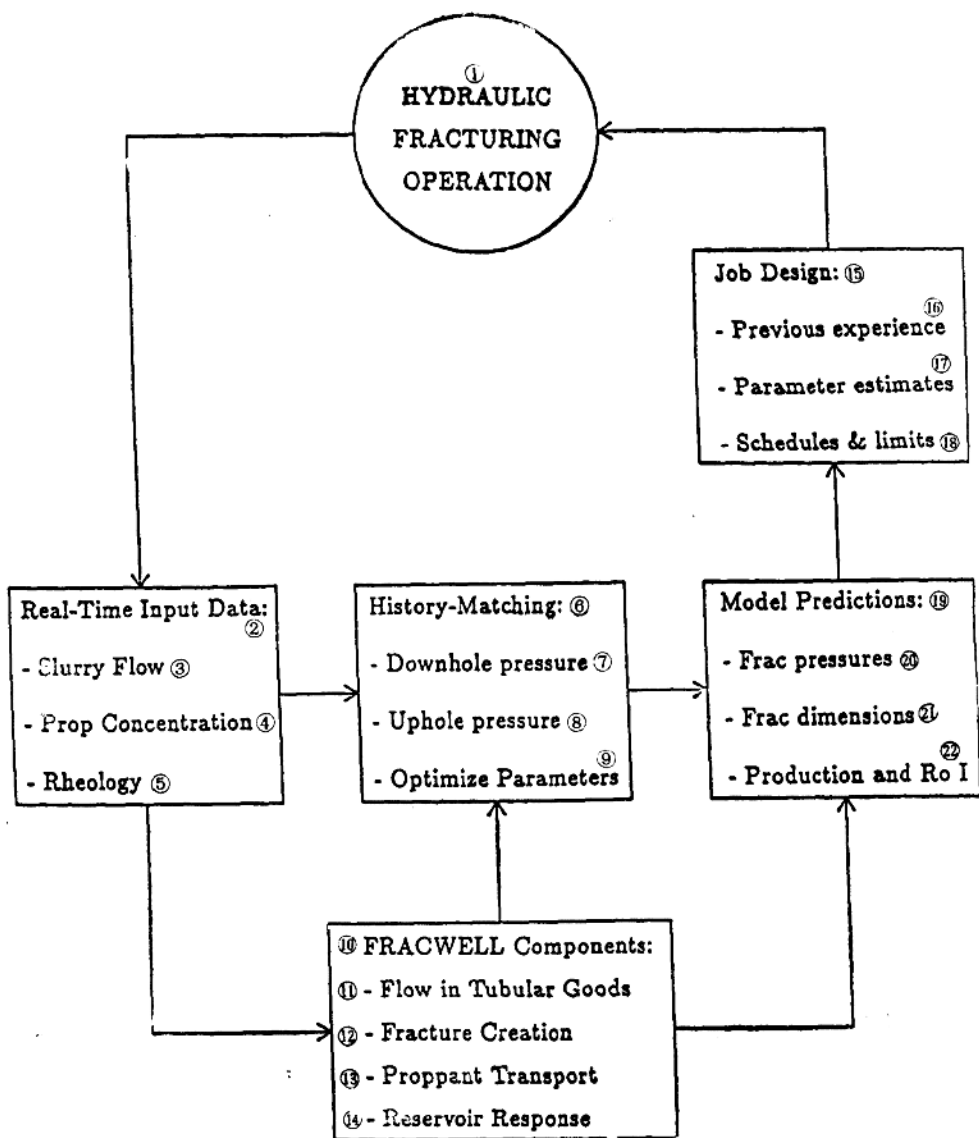 ①
HYDRAULIC
FRACTURING
OPERATION
Job Design: ⑮
- Previous experience ⑯
- Parameter estimates ⑰
- Schedules & limits ⑱
Real-Time Input Data: ②
- Slurry Flow ③
- Prop Concentration ④
- Rheology ⑤
History-Matching: ⑥
- Downhole pressure ⑦
- Uphole pressure ⑧
- Optimize Parameters ⑨
Model Predictions: ⑲
- Frac pressures ⑳
- Frac dimensions ㉑
- Production and Ro I ㉒
⑩ FRACWELL Components:
⑪ - Flow in Tubular Goods
⑫ - Fracture Creation
⑬ - Proppant Transport
⑭ - Reservoir Response